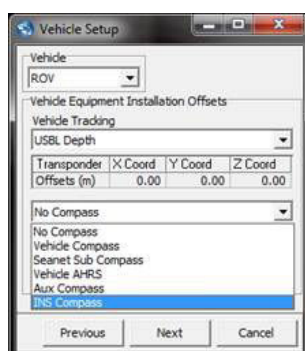 Vehicle Setup
Vehicle
ROV
Vehicle Equipment Installation Offsets
Vehicle Tracking
USBL Depth
Transponder X Coord Y Coord Z Coord
Offsets (m) 0.00 0.00 0.00
No Compass
No Compass
Vehicle Compass
Seanet Sub Compass
Vehicle AHRS
Aux Compass
INS Compass
Previous Next Cancel